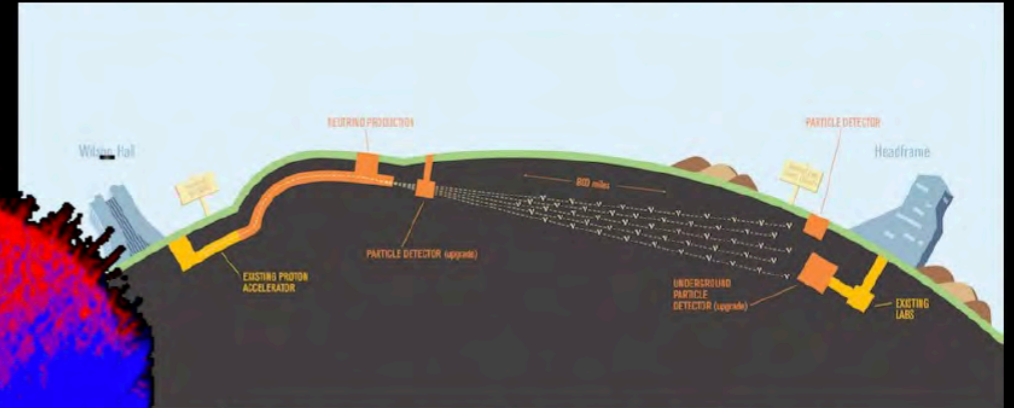 NEUTRINO PRODUCTION
PARTICLE DETECTOR
Wilson Hall
Headframe
800 miles
PARTICLE DETECTOR (upgrade)
EXISTING PROTON
ACCELERATOR
UNDERGROUND
PARTICLE
DETECTOR (upgrade)
EXISTING
LABS